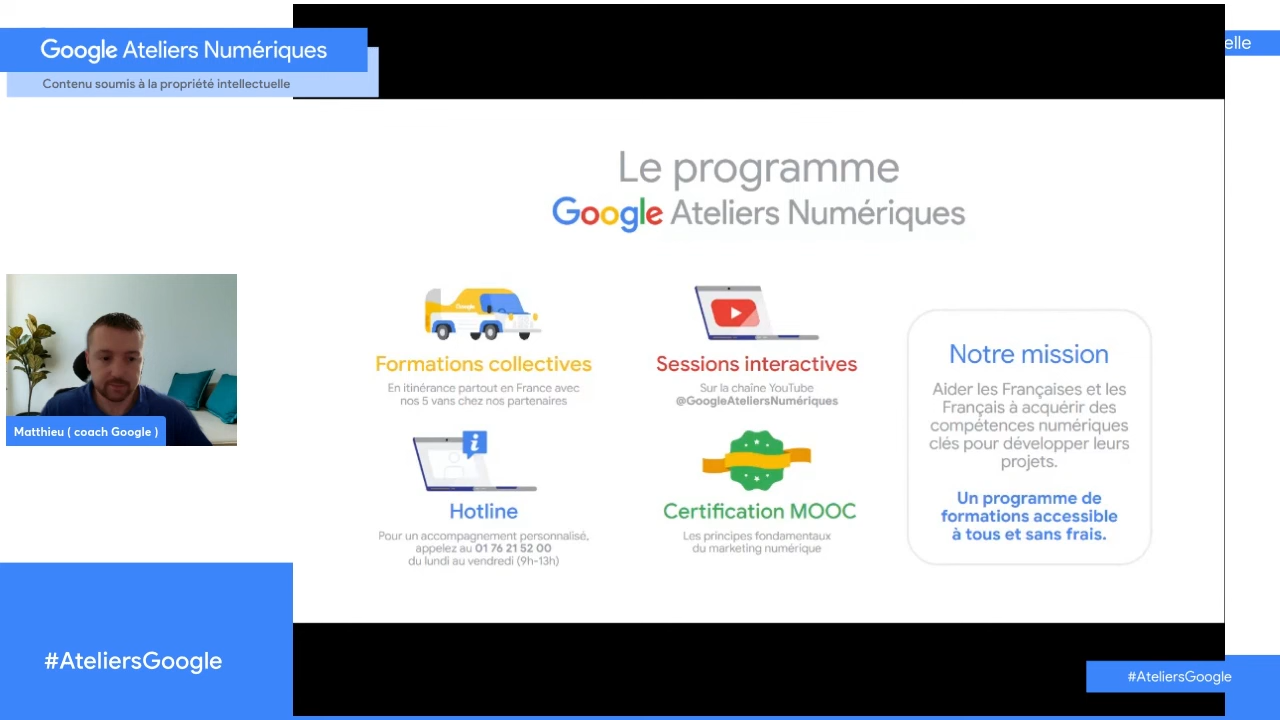 Google Ateliers Numériques
Contenu soumis à la propriété intellectuelle
elle
Le programme
Google Ateliers Numériques
Google
Formations collectives
En itinérance partout en France avec
nos 5 vans chez nos partenaires
Sessions interactives
Sur la chaîne YouTube
@GoogleAteliersNumériques
i
Hotline
Pour un accompagnement personnalisé,
appelez au 01 76 21 52 00
du lundi au vendredi (9h-13h)
Certification MOOC
Les principes fondamentaux
du marketing numérique
Notre mission
Aider les Françaises et les
Français à acquérir des
compétences numériques
clés pour développer leurs
projets.
Un programme de
formations accessible
à tous et sans frais.
Matthieu ( coach Google )
#AteliersGoogle
#AteliersGoogle